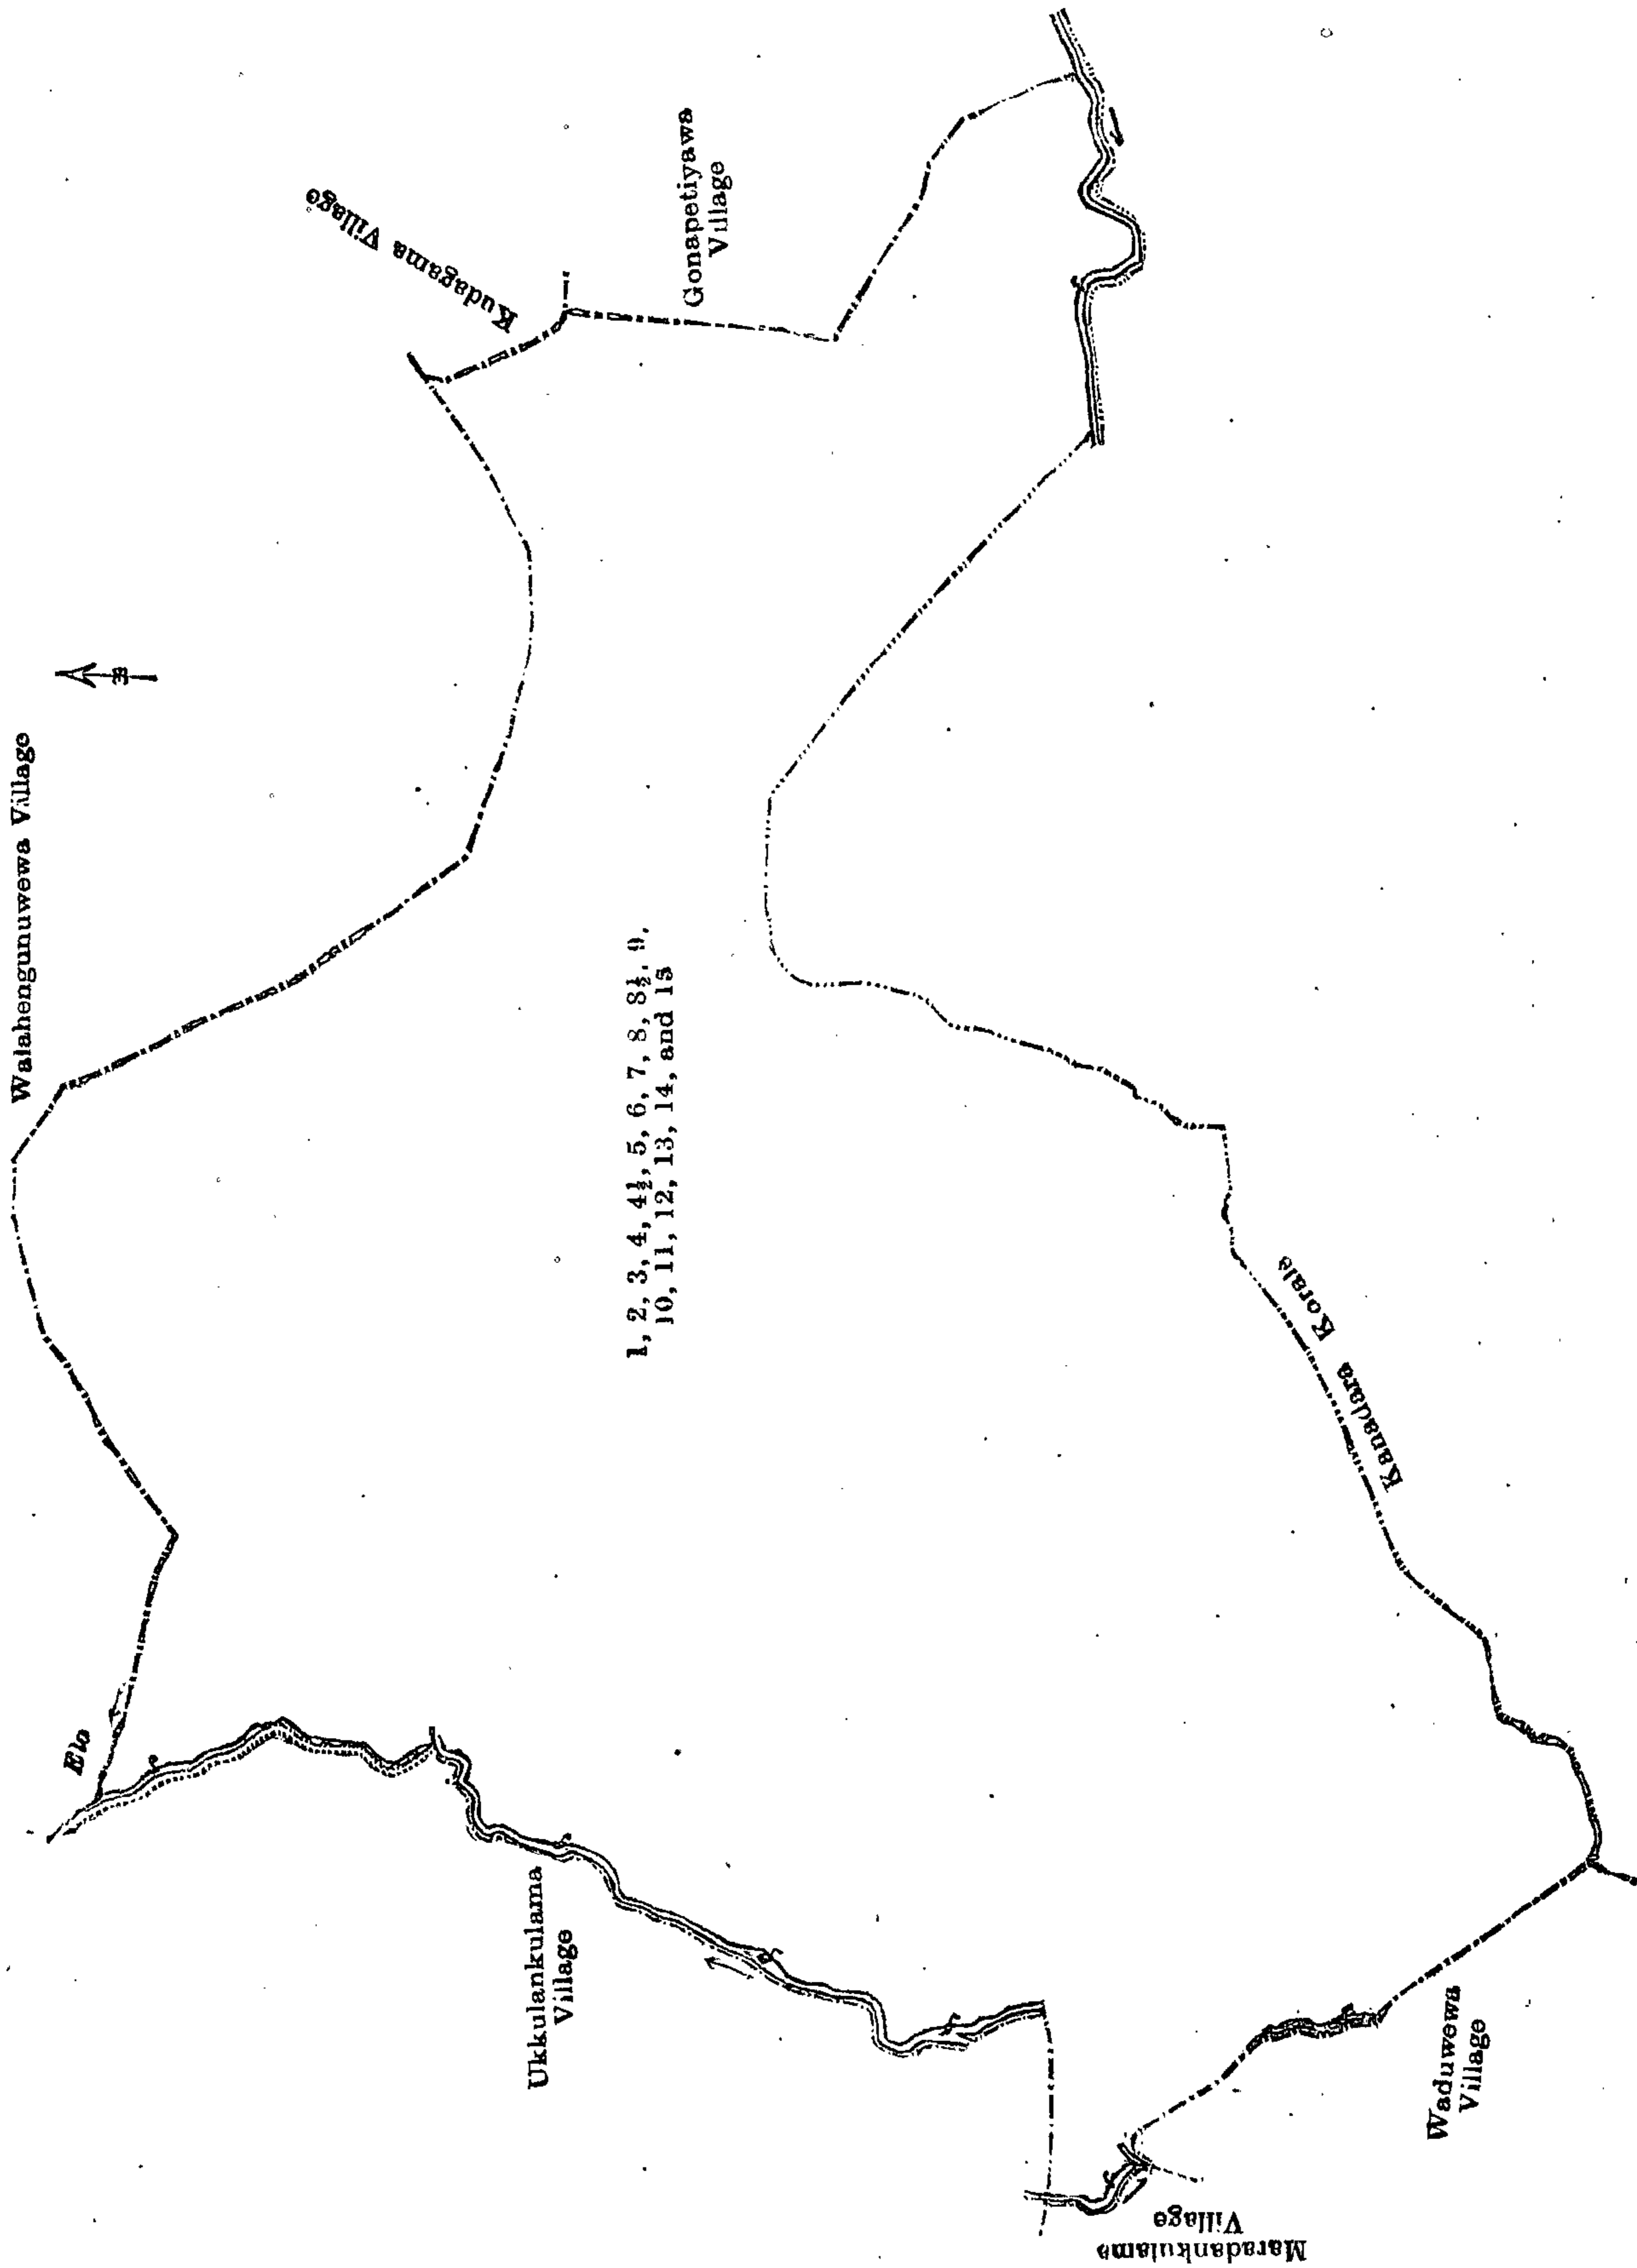 Walahengunuwewa Village
Kudagama Village
Gonapetiyawa
Village
Ela
1, 2, 3, 4, 4½, 5, 6, 7, 8, 8½, 9,
10, 11, 12, 13, 14, and 15
Ukkulankulama
Village
Kanadara Korale
Waduwewa
Village
Maradankulama
Village